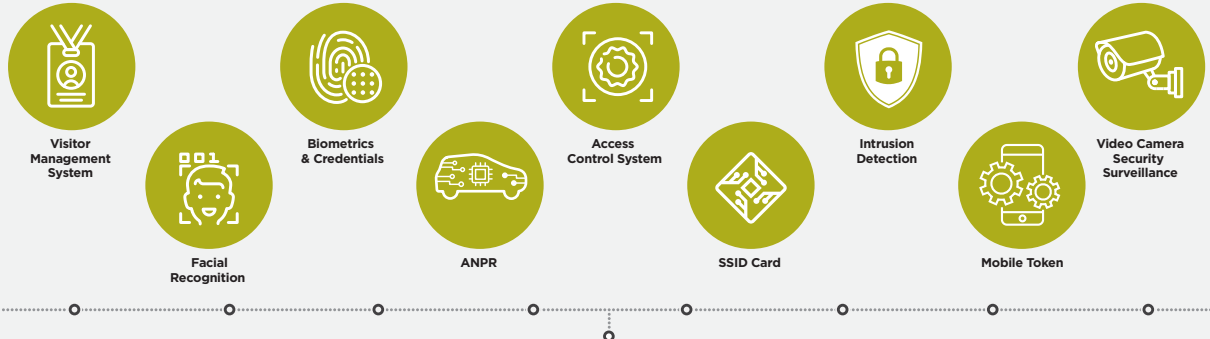 Visitor
Management
System
Facial
Recognition
Biometrics
& Credentials
ANPR
Access
Control System
SSID Card
Intrusion
Detection
Mobile Token
Video Camera
Security
Surveillance